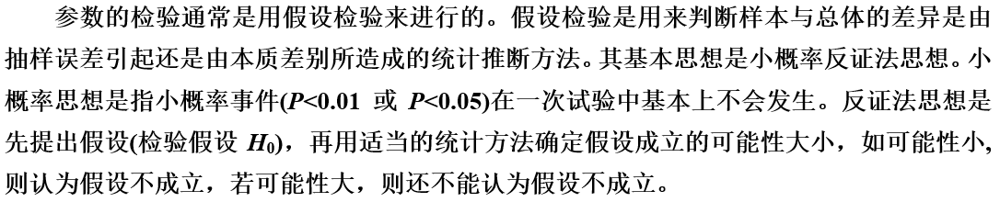 参数的检验通常是用假设检验来进行的。假设检验是用来判断样本与总体的差异是由
抽样误差引起还是由本质差别所造成的统计推断方法。其基本思想是小概率反证法思想。小
概率思想是指小概率事件(P<0.01 或 P<0.05)在一次试验中基本上不会发生。反证法思想是
先提出假设(检验假设 H₀)，再用适当的统计方法确定假设成立的可能性大小，如可能性小,
则认为假设不成立，若可能性大，则还不能认为假设不成立。